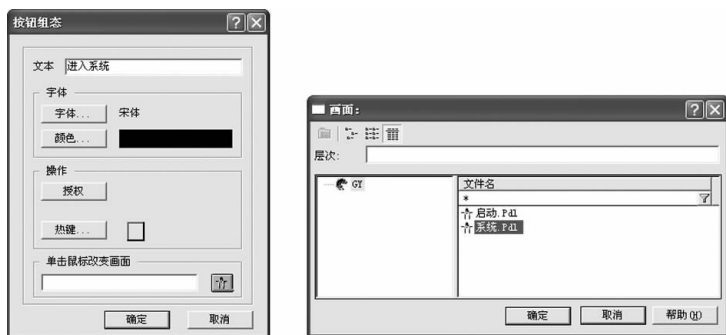 按钮组态
文本 进入系统
字体
字体... 宋体
颜色...
操作
授权
热键...
单击鼠标改变画面
确定 取消
画面:
层次:
GY
文件名
*
启动.Pdl
系统.Pdl
确定 取消 帮助(H)